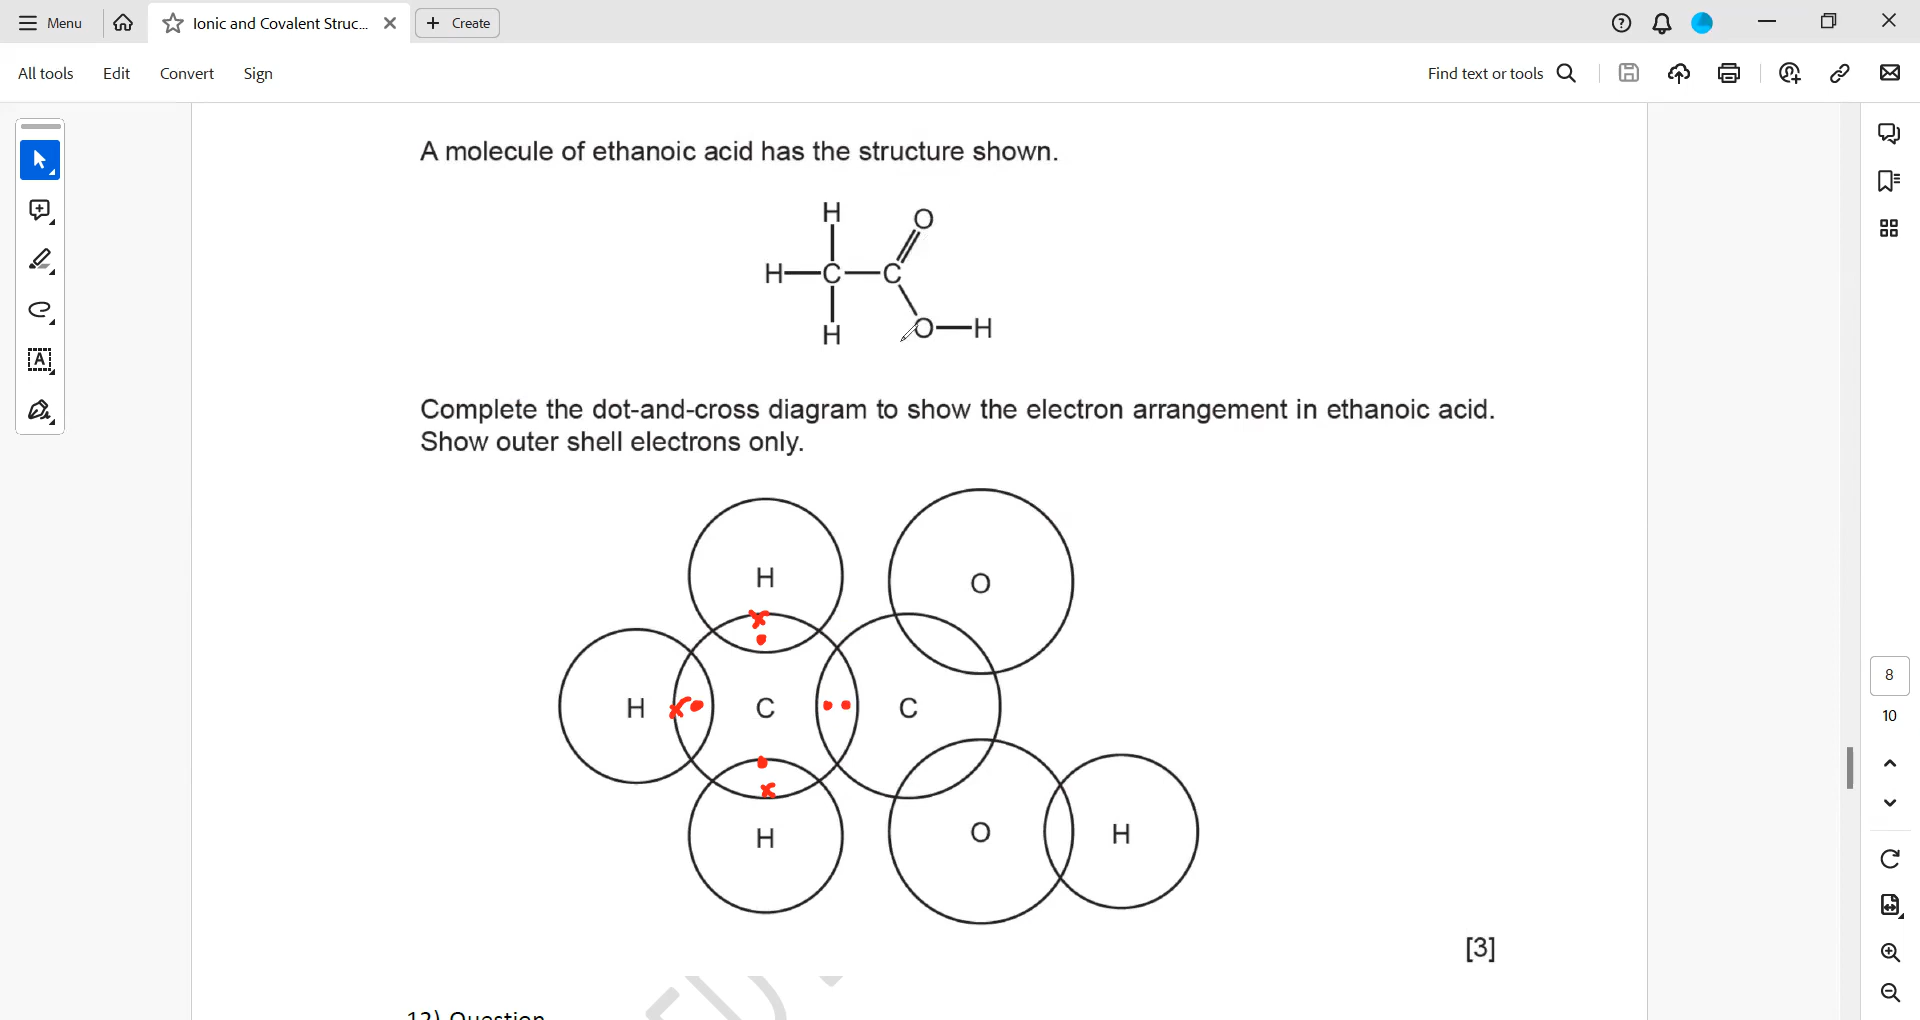 Menu
Ionic and Covalent Struc...
Create
All tools
Edit
Convert
Sign
Find text or tools
A molecule of ethanoic acid has the structure shown.
H
O
H
C
C
H
O
H
Complete the dot-and-cross diagram to show the electron arrangement in ethanoic acid.
Show outer shell electrons only.
H
O
H
C
C
H
O
H
[3]
12) Question
8
10